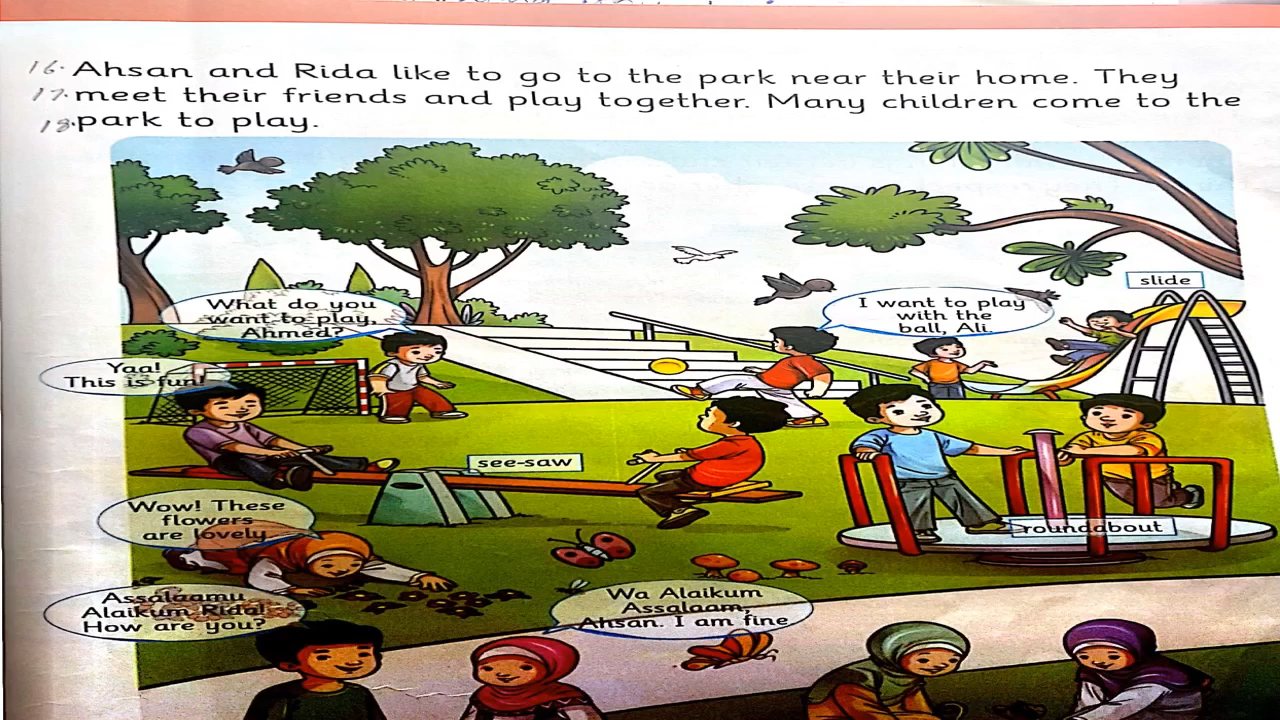 16. Ahsan and Rida like to go to the park near their home. They
17. meet their friends and play together. Many children come to the
18. park to play.
slide
What do you
want to play,
Ahmed?
I want to play
with the
ball, Ali.
Yaa!
This is fun!
see-saw
Wow! These
flowers
are lovely
roundabout
Assalaamu
Alaikum Rida!
How are you?
Wa Alaikum
Assalaam,
Ahsan. I am fine